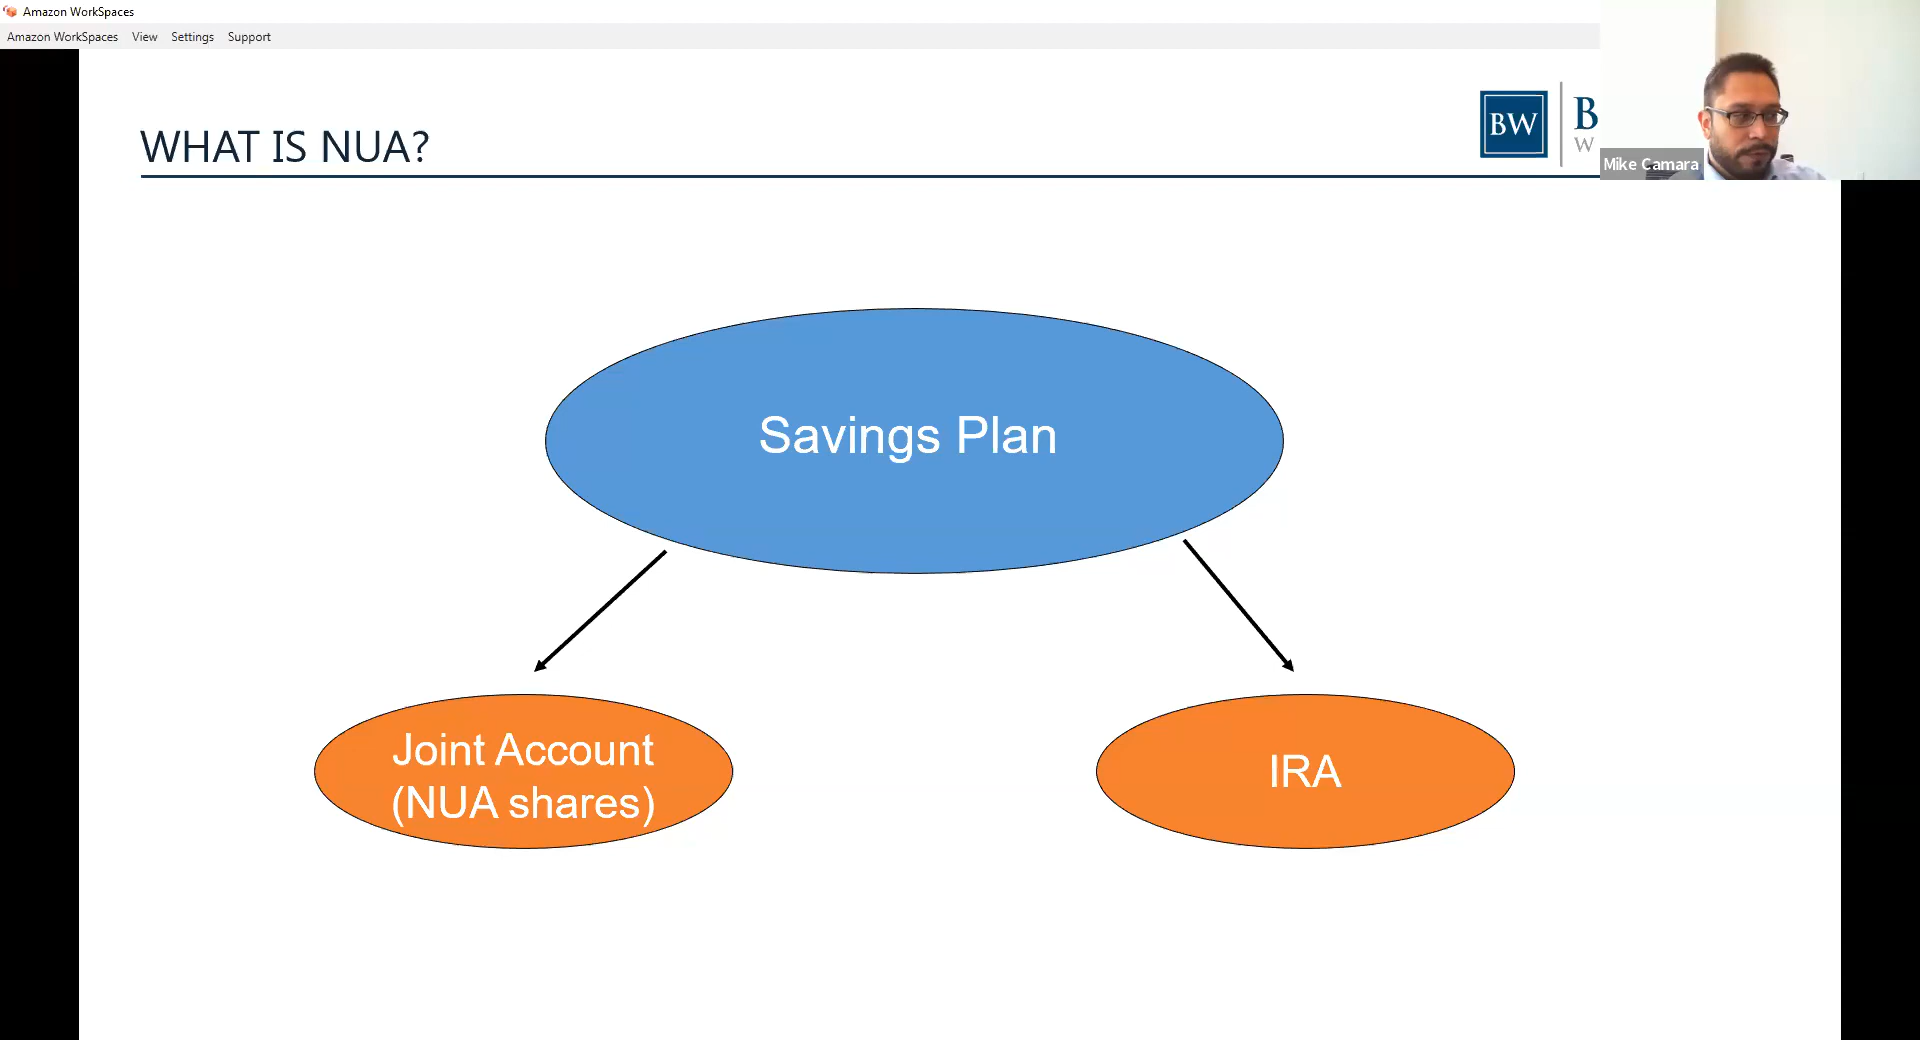 Amazon WorkSpaces
Amazon WorkSpaces View Settings Support
WHAT IS NUA?
BW
B
W
Mike Camara
Savings Plan
Joint Account
(NUA shares)
IRA